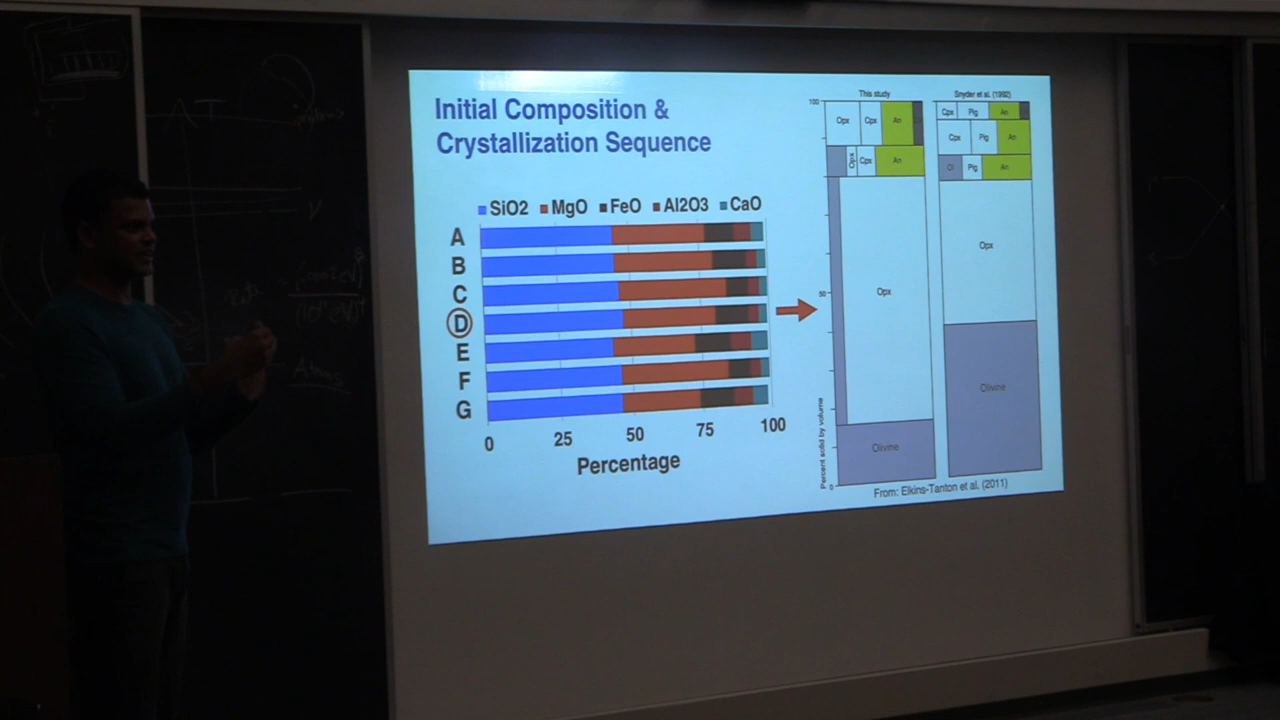 Initial Composition &
Crystallization Sequence
SiO2 MgO FeO Al2O3 CaO
A
B
C
D
E
F
G
0 25 50 75 100
Percentage
This study
Snyder et al. (1992)
100
50
0
Percent solid by volume
Opx Cpx An
Opx Cpx An
Opx
Olivine
Cpx Pig An
Cpx Pig An
Ol Pig An
Opx
Olivine
From: Elkins-Tanton et al. (2011)
AT